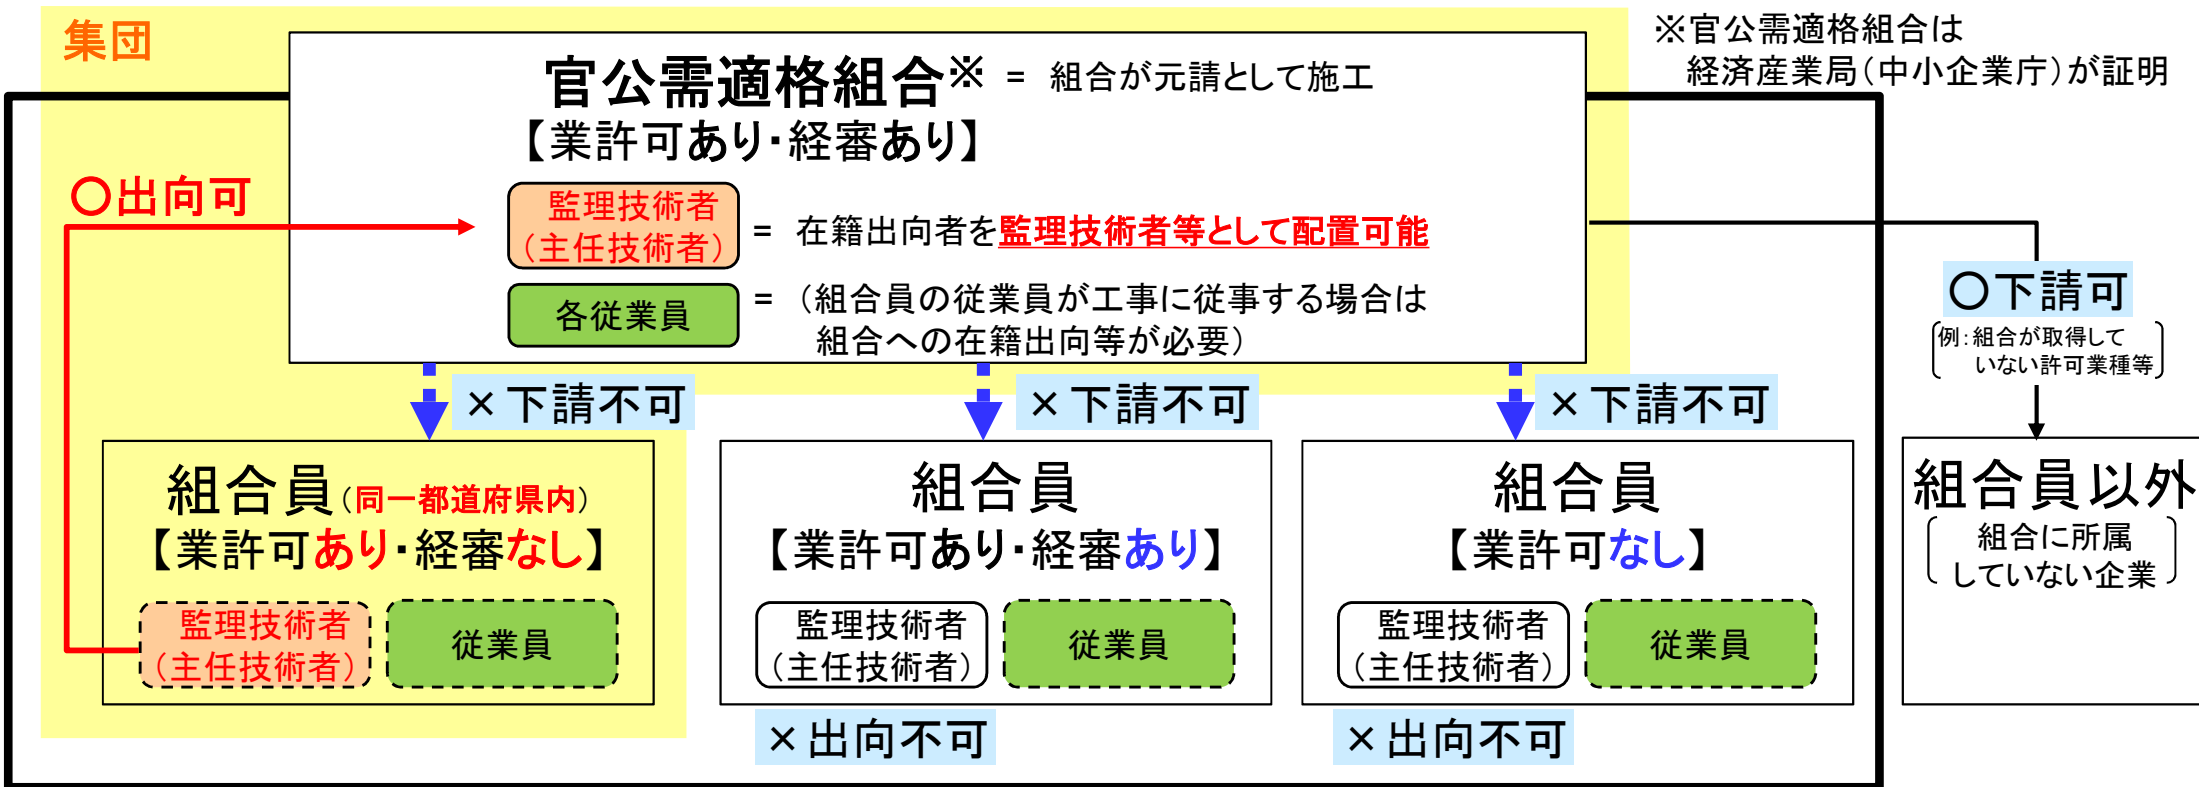 集団
官公需適格組合※ = 組合が元請として施工
【業許可あり・経審あり】
※官公需適格組合は
経済産業局(中小企業庁)が証明
〇出向可
監理技術者
(主任技術者)
= 在籍出向者を監理技術者等として配置可能
各従業員
= (組合員の従業員が工事に従事する場合は
組合への在籍出向等が必要)
〇下請可
例:組合が取得して
いない許可業種等
×下請不可
×下請不可
×下請不可
組合員(同一都道府県内)
【業許可あり・経審なし】
監理技術者
(主任技術者)
従業員
組合員
【業許可あり・経審あり】
監理技術者
(主任技術者)
従業員
×出向不可
組合員
【業許可なし】
監理技術者
(主任技術者)
従業員
×出向不可
組合員以外
組合に所属
していない企業